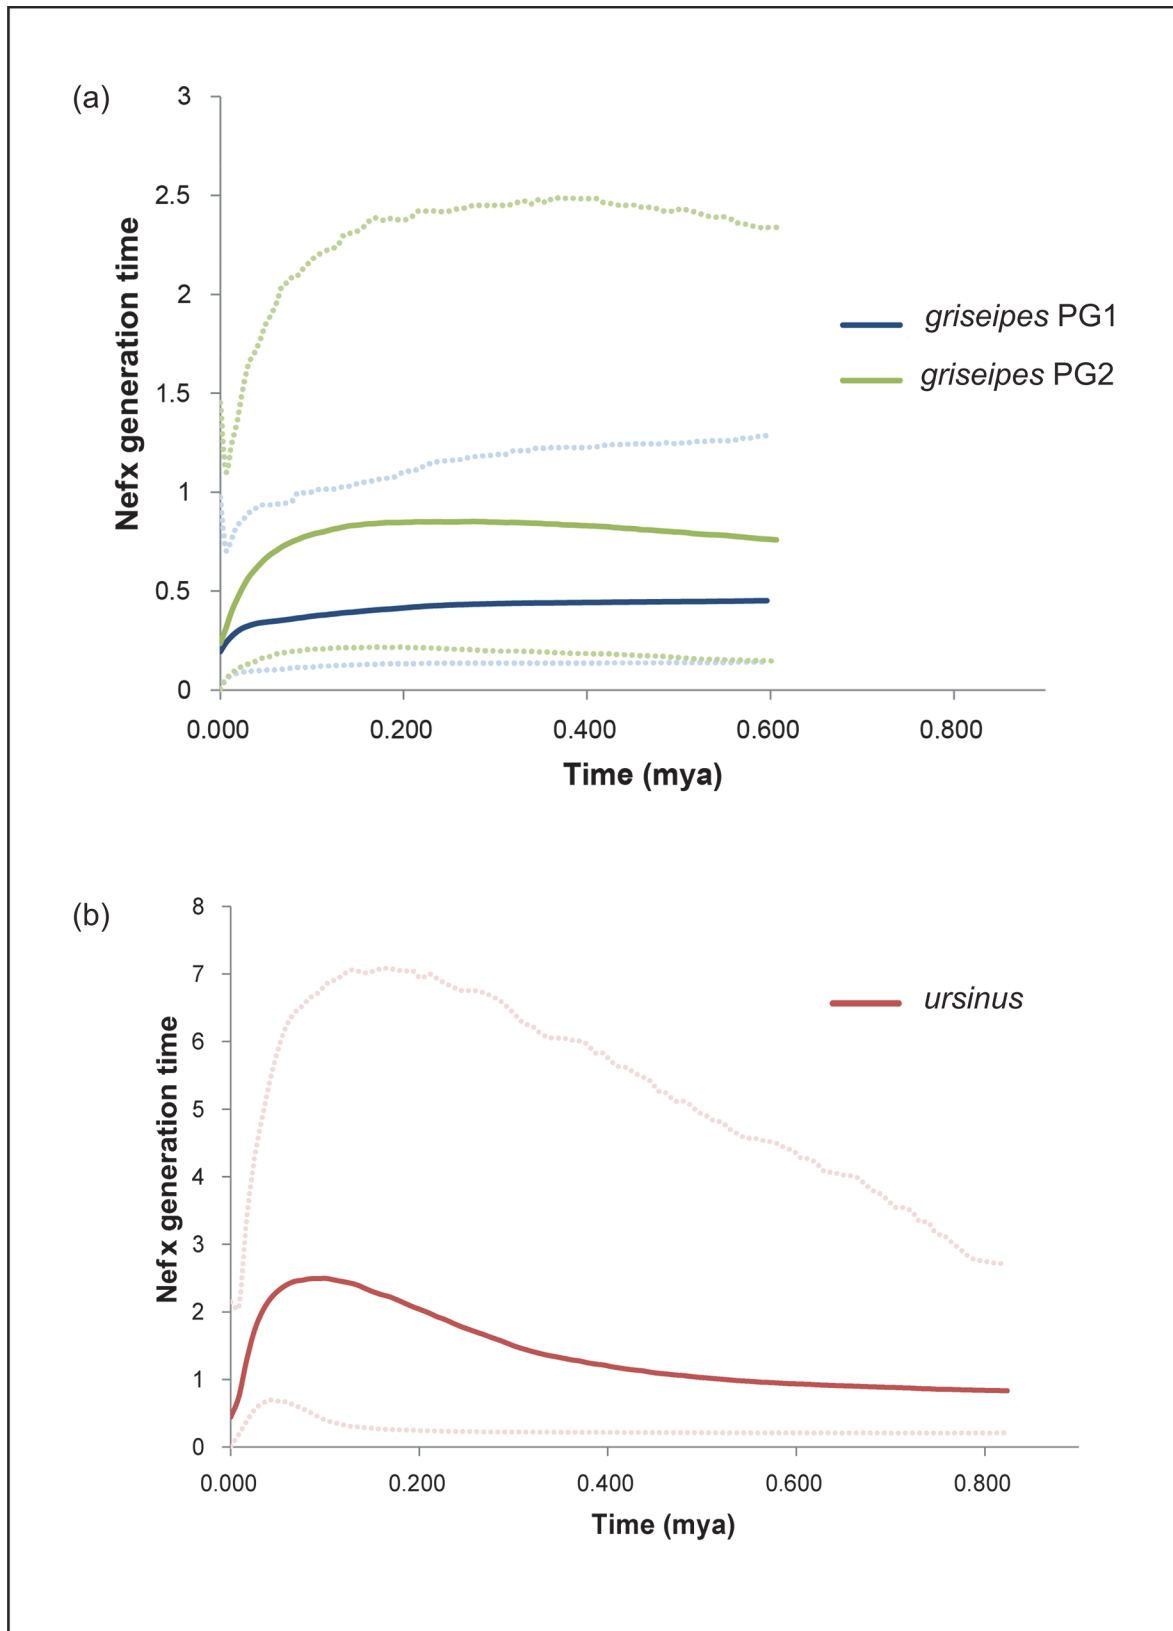 (a)
3
2.5
2
1.5
1
0.5
0
Nefx generation time
0.000 0.200 0.400 0.600 0.800
Time (mya)
griseipes PG1
griseipes PG2
(b)
8
7
6
5
4
3
2
1
0
Nef x generation time
0.000 0.200 0.400 0.600 0.800
Time (mya)
ursinus